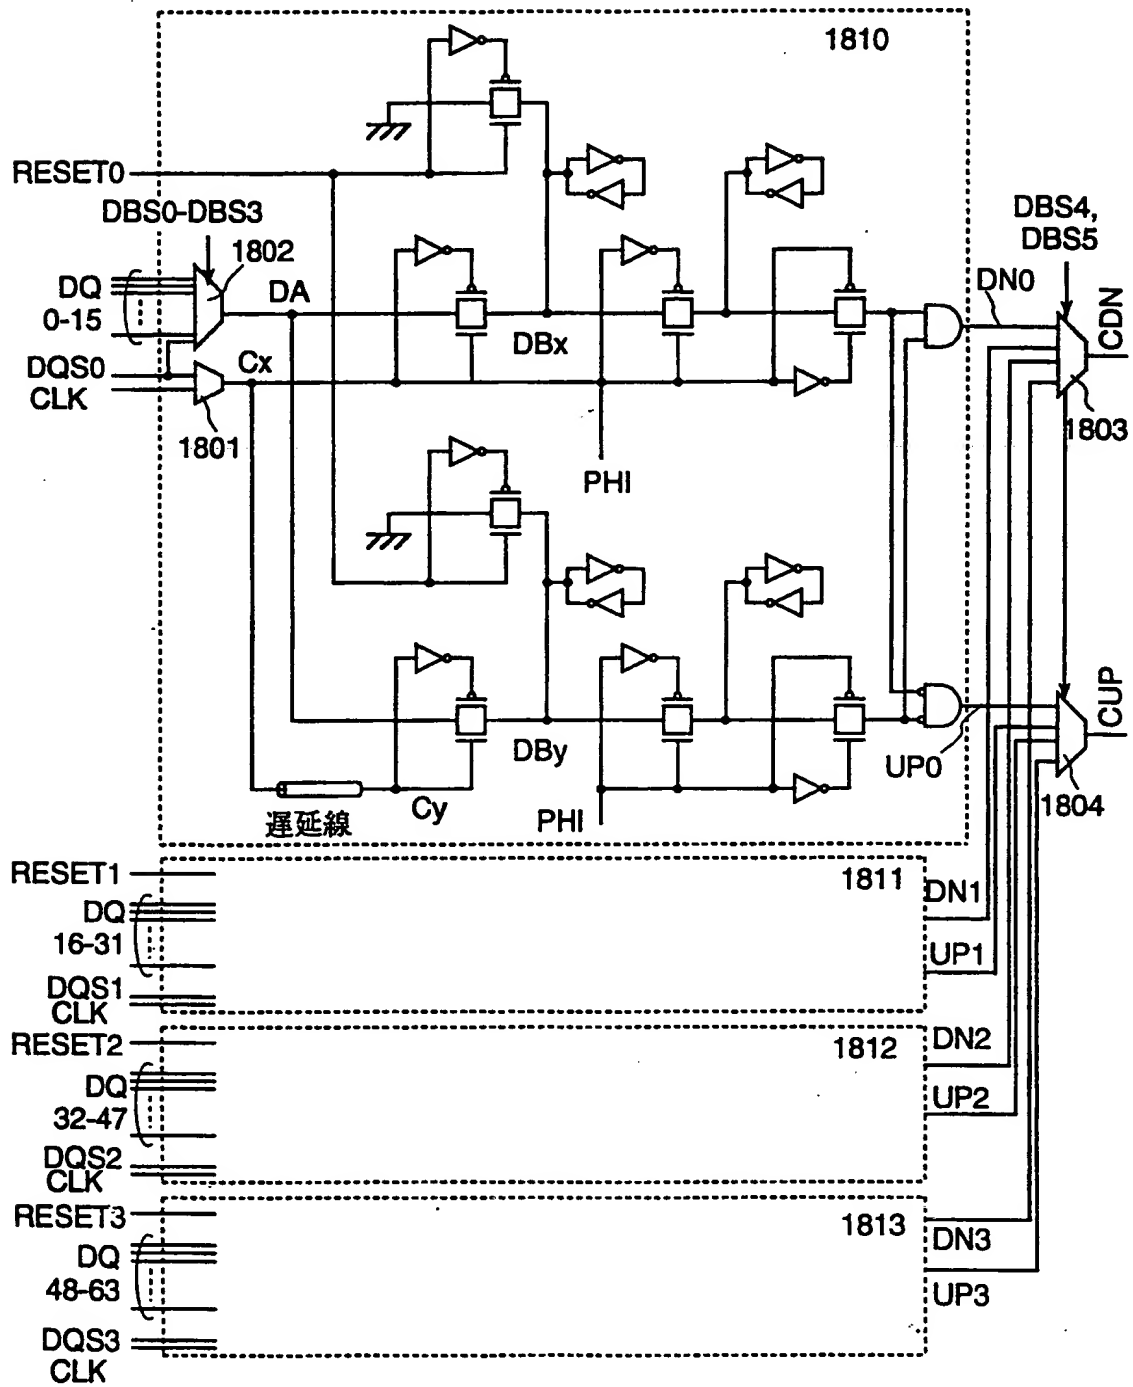 1810
RESET0
DBS0-DBS3
1802
DQ
0-15
DA
DQS0
CLK
Cx
1801
DBx
PHI
DBS4,
DBS5
DN0
CDN
1803
DBy
Cy
遅延線
PHI
UP0
CUP
1804
RESET1
DQ
16-31
DQS1
CLK
1811
DN1
UP1
RESET2
DQ
32-47
DQS2
CLK
1812
DN2
UP2
RESET3
DQ
48-63
DQS3
CLK
1813
DN3
UP3